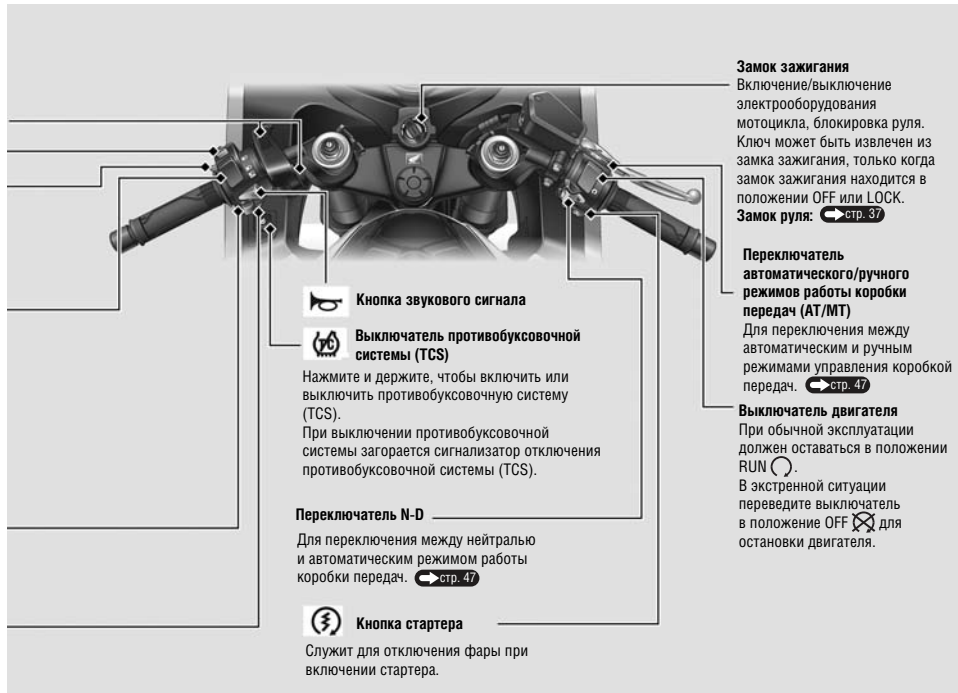 Замок зажигания
Включение/выключение
электрооборудования
мотоцикла, блокировка руля.
Ключ может быть извлечен из
замка зажигания, только когда
замок зажигания находится в
положении OFF или LOCK.
Замок руля: стр. 37
Переключатель
автоматического/ручного
режимов работы коробки
передач (AT/MT)
Для переключения между
автоматическим и ручным
режимами управления коробкой
передач. стр. 47
Выключатель двигателя
При обычной эксплуатации
должен оставаться в положении
RUN .
В экстренной ситуации
переведите выключатель
в положение OFF для
остановки двигателя.
Кнопка звукового сигнала
Выключатель противобуксовочной
системы (TCS)
Нажмите и держите, чтобы включить или
выключить противобуксовочную систему
(TCS).
При выключении противобуксовочной
системы загорается сигнализатор отключения
противобуксовочной системы (TCS).
Переключатель N-D
Для переключения между нейтралью
и автоматическим режимом работы
коробки передач. стр. 47
Кнопка стартера
Служит для отключения фары при
включении стартера.